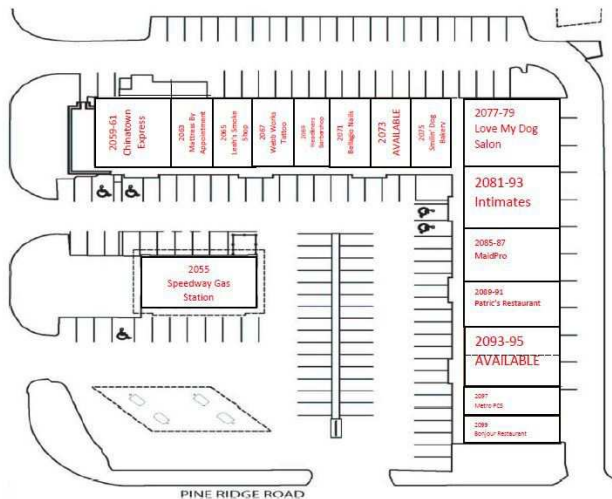 2059-61
Chinatown
Express
2063
Mattress By
Appointment
2065
Leah's Smoke
Shop
2067
Webb Works
Tattoo
2069
Headliners
Barbershop
2071
Bellagio Nails
2073
AVAILABLE
2075
Smilin' Dog
Bakery
2077-79
Love My Dog
Salon
2081-93
Intimates
2085-87
MaidPro
2089-91
Patric's Restaurant
2093-95
AVAILABLE
2097
Metro PCS
2099
Bonjour Restaurant
2055
Speedway Gas
Station
PINE RIDGE ROAD